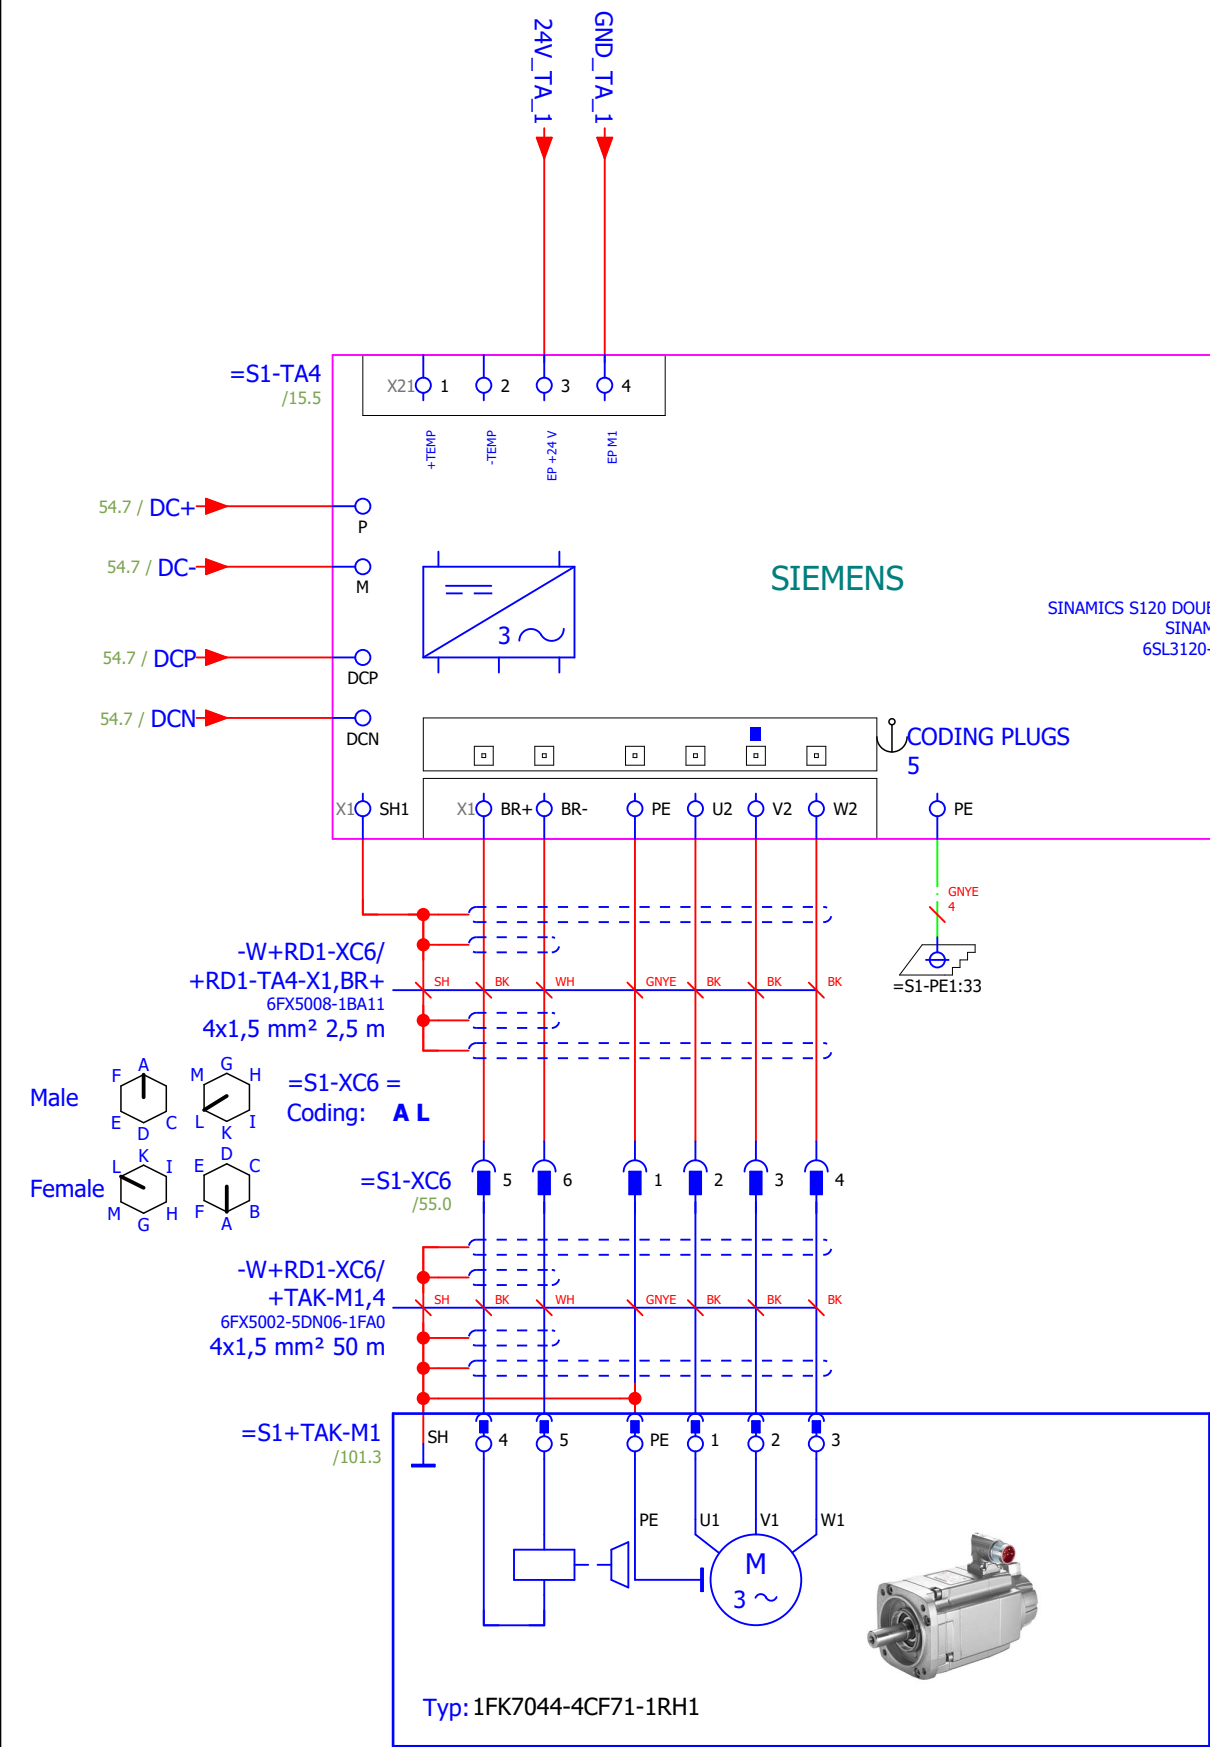 24V_TA_1
GND_TA_1
=S1-TA4
/15.5
X21 1 2 3 4
+TEMP
-TEMP
EP +24 V
EP M1
54.7 / DC+
P
54.7 / DC-
M
SIEMENS
SINAMICS S120 DOUB
SINAM
6SL3120-
3
54.7 / DCP
DCP
54.7 / DCN
DCN
CODING PLUGS
5
X1 SH1 X1 BR+ BR- PE U2 V2 W2 PE
GNYE
4
=S1-PE1:33
-W+RD1-XC6/
+RD1-TA4-X1,BR+
6FX5008-1BA11
4x1,5 mm² 2,5 m
SH BK WH GNYE BK BK BK
Male
A
F
E
D
C
G
M
H
L
K
I
=S1-XC6 =
Coding: A L
Female
K
L
I
M
G
H
D
E
C
F
A
B
=S1-XC6
/55.0
5 6 1 2 3 4
-W+RD1-XC6/
+TAK-M1,4
6FX5002-5DN06-1FA0
4x1,5 mm² 50 m
SH BK WH GNYE BK BK BK
=S1+TAK-M1
/101.3
SH 4 5 PE 1 2 3
PE U1 V1 W1
M
3
Typ: 1FK7044-4CF71-1RH1